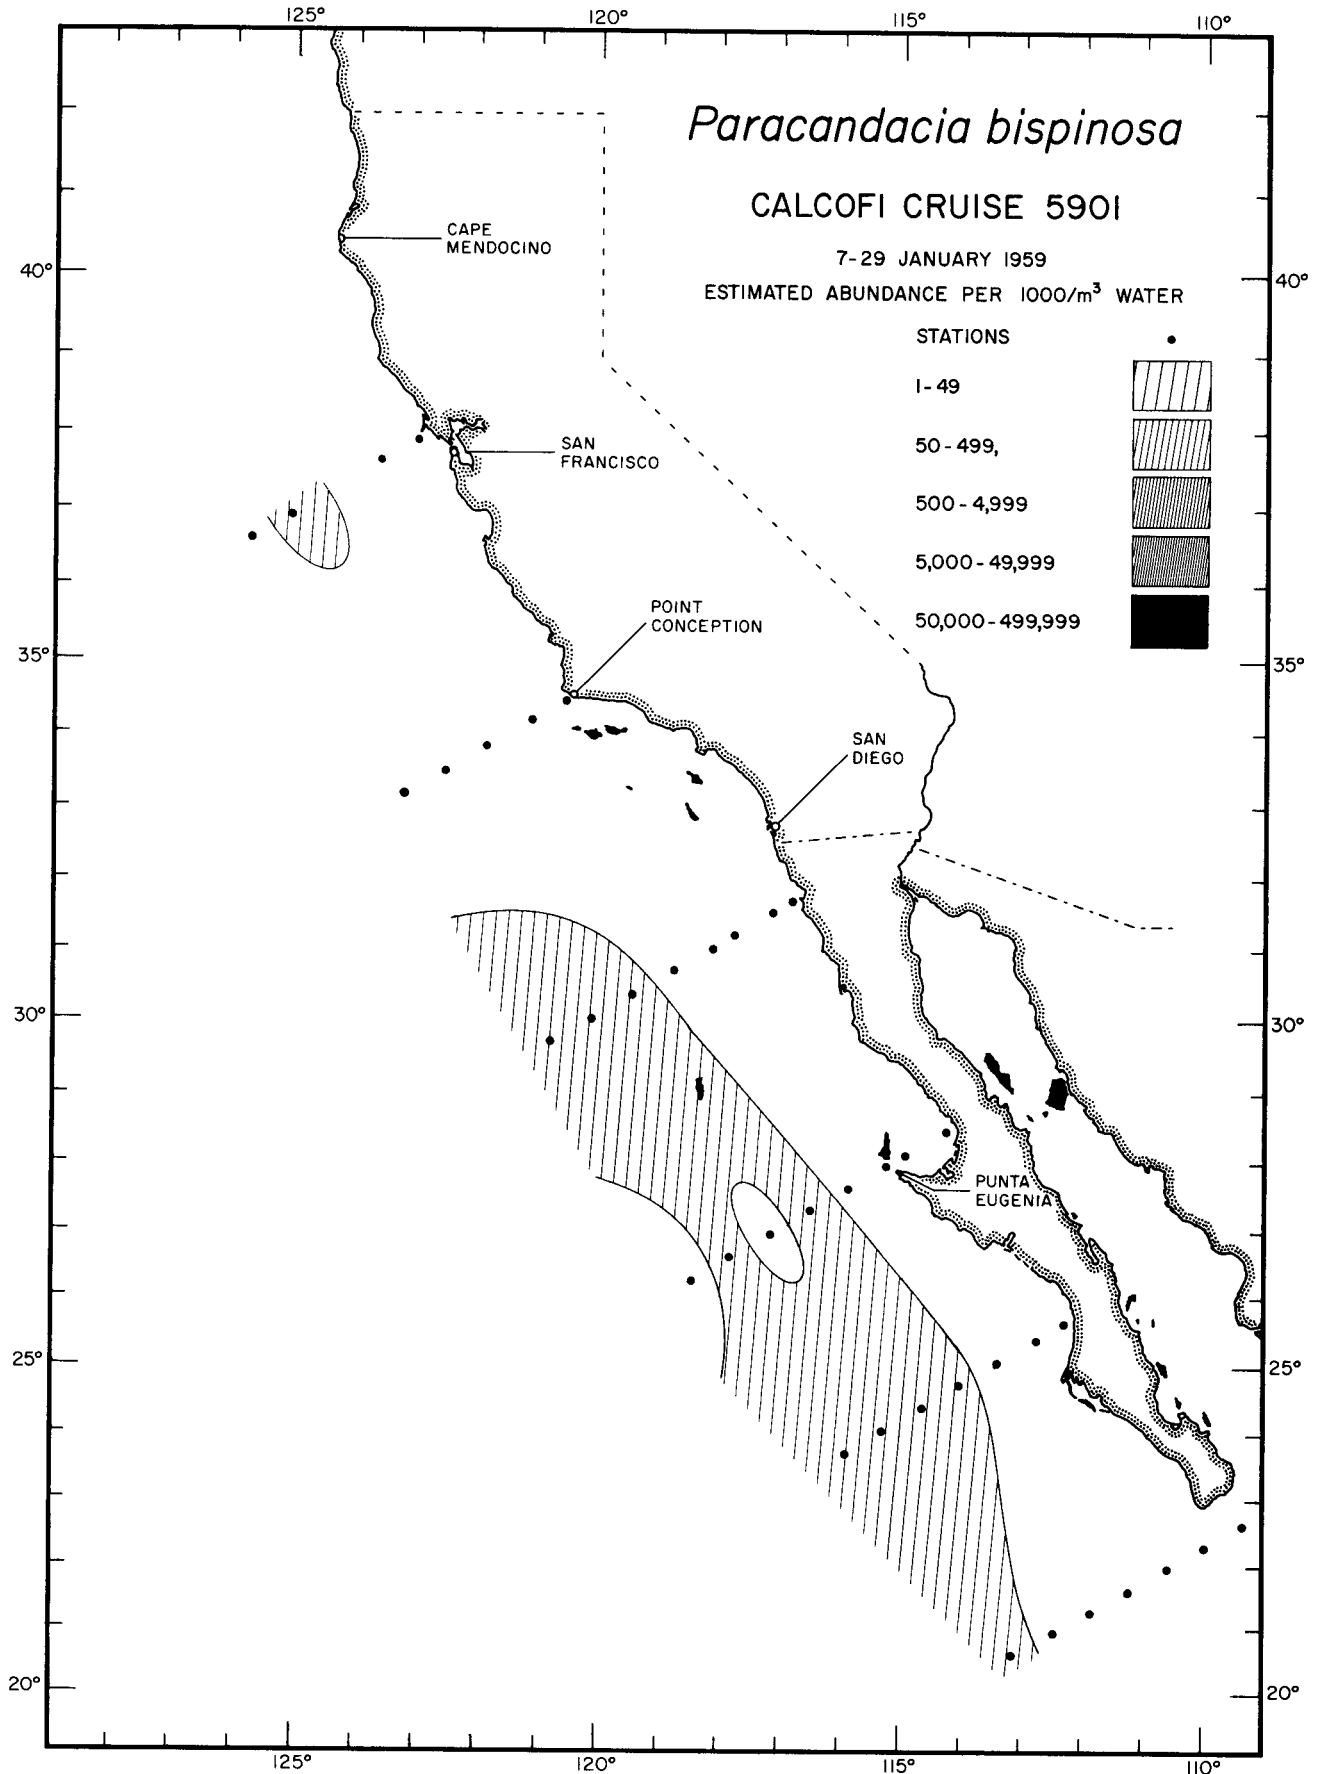 125° 120° 115° 110°
Paracandacia bispinosa
CALCOFI CRUISE 5901
7-29 JANUARY 1959
ESTIMATED ABUNDANCE PER 1000/m³ WATER
STATIONS
1-49
50-499,
500-4,999
5,000-49,999
50,000-499,999
CAPE
MENDOCINO
40° 40°
SAN
FRANCISCO
POINT
CONCEPTION
35° 35°
SAN
DIEGO
30° 30°
PUNTA
EUGENIA
25° 25°
20° 20°
125° 120° 115° 110°